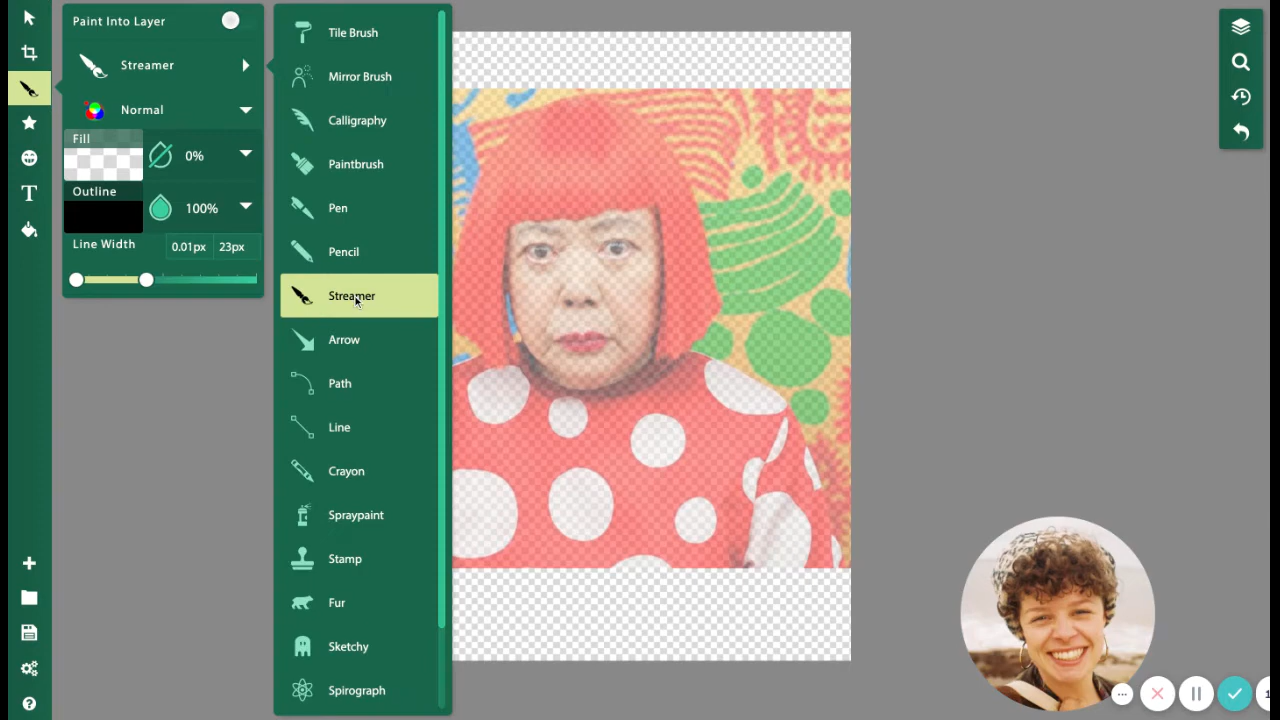 Paint Into Layer
Streamer
Normal
Fill
0%
Outline
100%
Line Width
0.01px
23px
Tile Brush
Mirror Brush
Calligraphy
Paintbrush
Pen
Pencil
Streamer
Arrow
Path
Line
Crayon
Spraypaint
Stamp
Fur
Sketchy
Spirograph